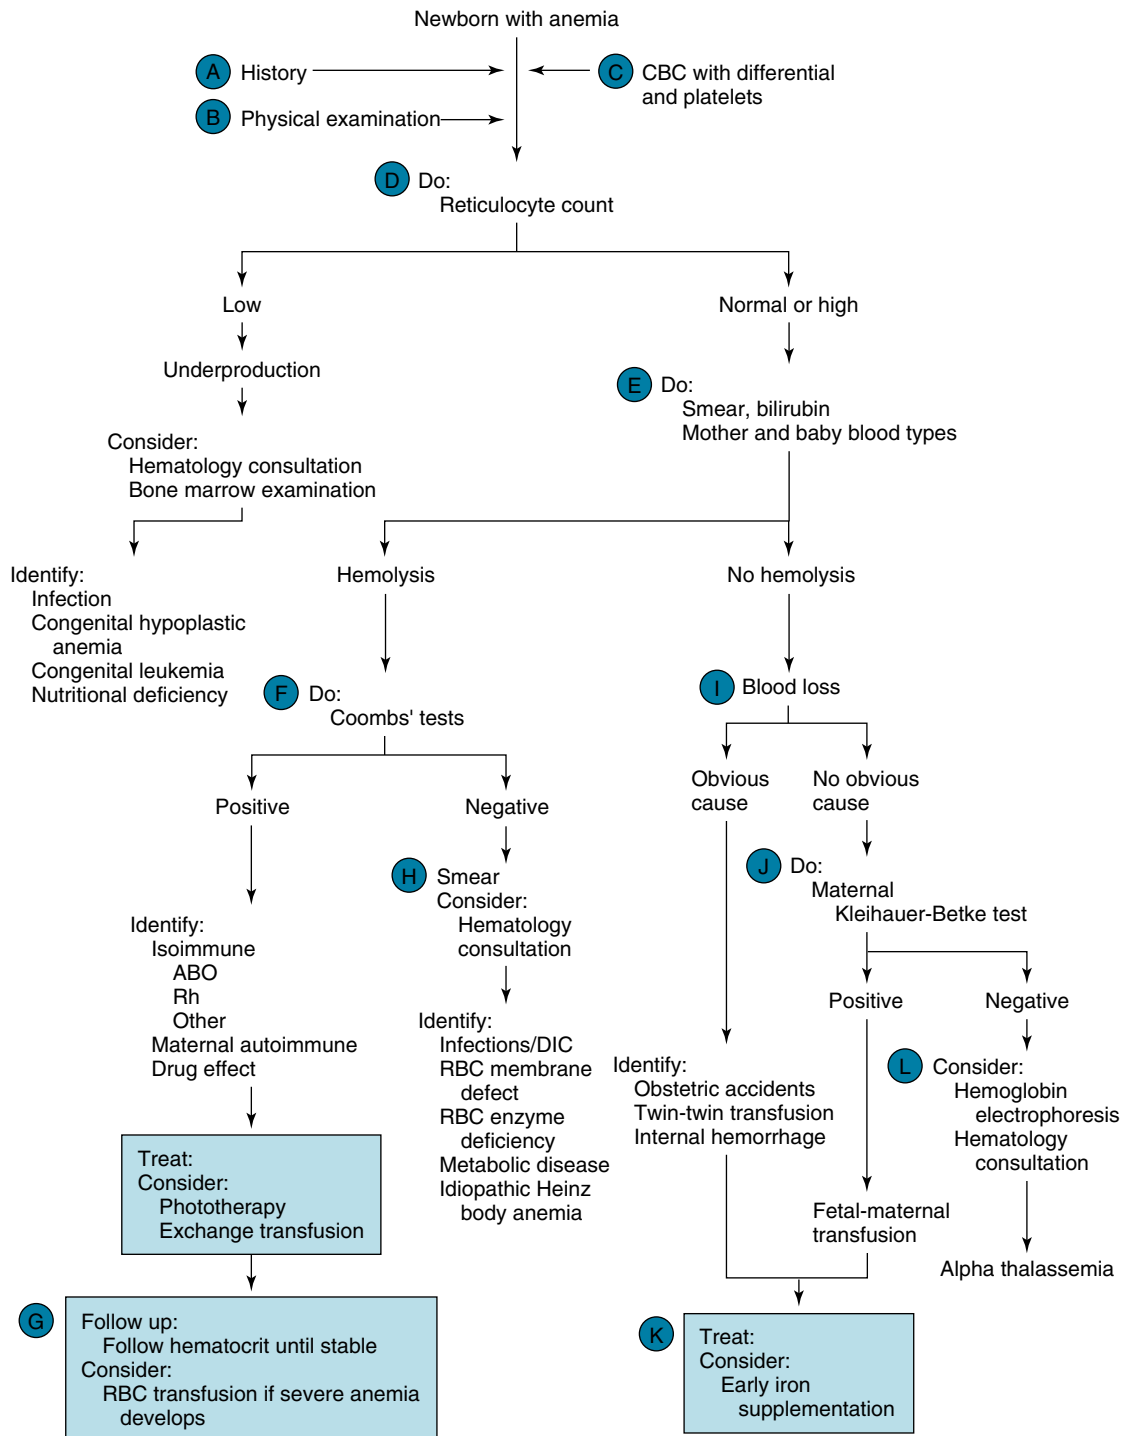 Newborn with anemia
A History
C CBC with differential
and platelets
B Physical examination
D Do:
Reticulocyte count
Low
Normal or high
Underproduction
E Do:
Smear, bilirubin
Mother and baby blood types
Consider:
Hematology consultation
Bone marrow examination
Identify:
Infection
Congenital hypoplastic
anemia
Congenital leukemia
Nutritional deficiency
Hemolysis
No hemolysis
F Do:
Coombs' tests
I Blood loss
Positive
Negative
Obvious
cause
No obvious
cause
H Smear
Consider:
Hematology
consultation
J Do:
Maternal
Kleihauer-Betke test
Identify:
Isoimmune
ABO
Rh
Other
Maternal autoimmune
Drug effect
Identify:
Infections/DIC
RBC membrane
defect
RBC enzyme
deficiency
Metabolic disease
Idiopathic Heinz
body anemia
Positive
Negative
Identify:
Obstetric accidents
Twin-twin transfusion
Internal hemorrhage
L Consider:
Hemoglobin
electrophoresis
Hematology
consultation
Treat:
Consider:
Phototherapy
Exchange transfusion
Fetal-maternal
transfusion
Alpha thalassemia
G Follow up:
Follow hematocrit until stable
Consider:
RBC transfusion if severe anemia
develops
K Treat:
Consider:
Early iron
supplementation